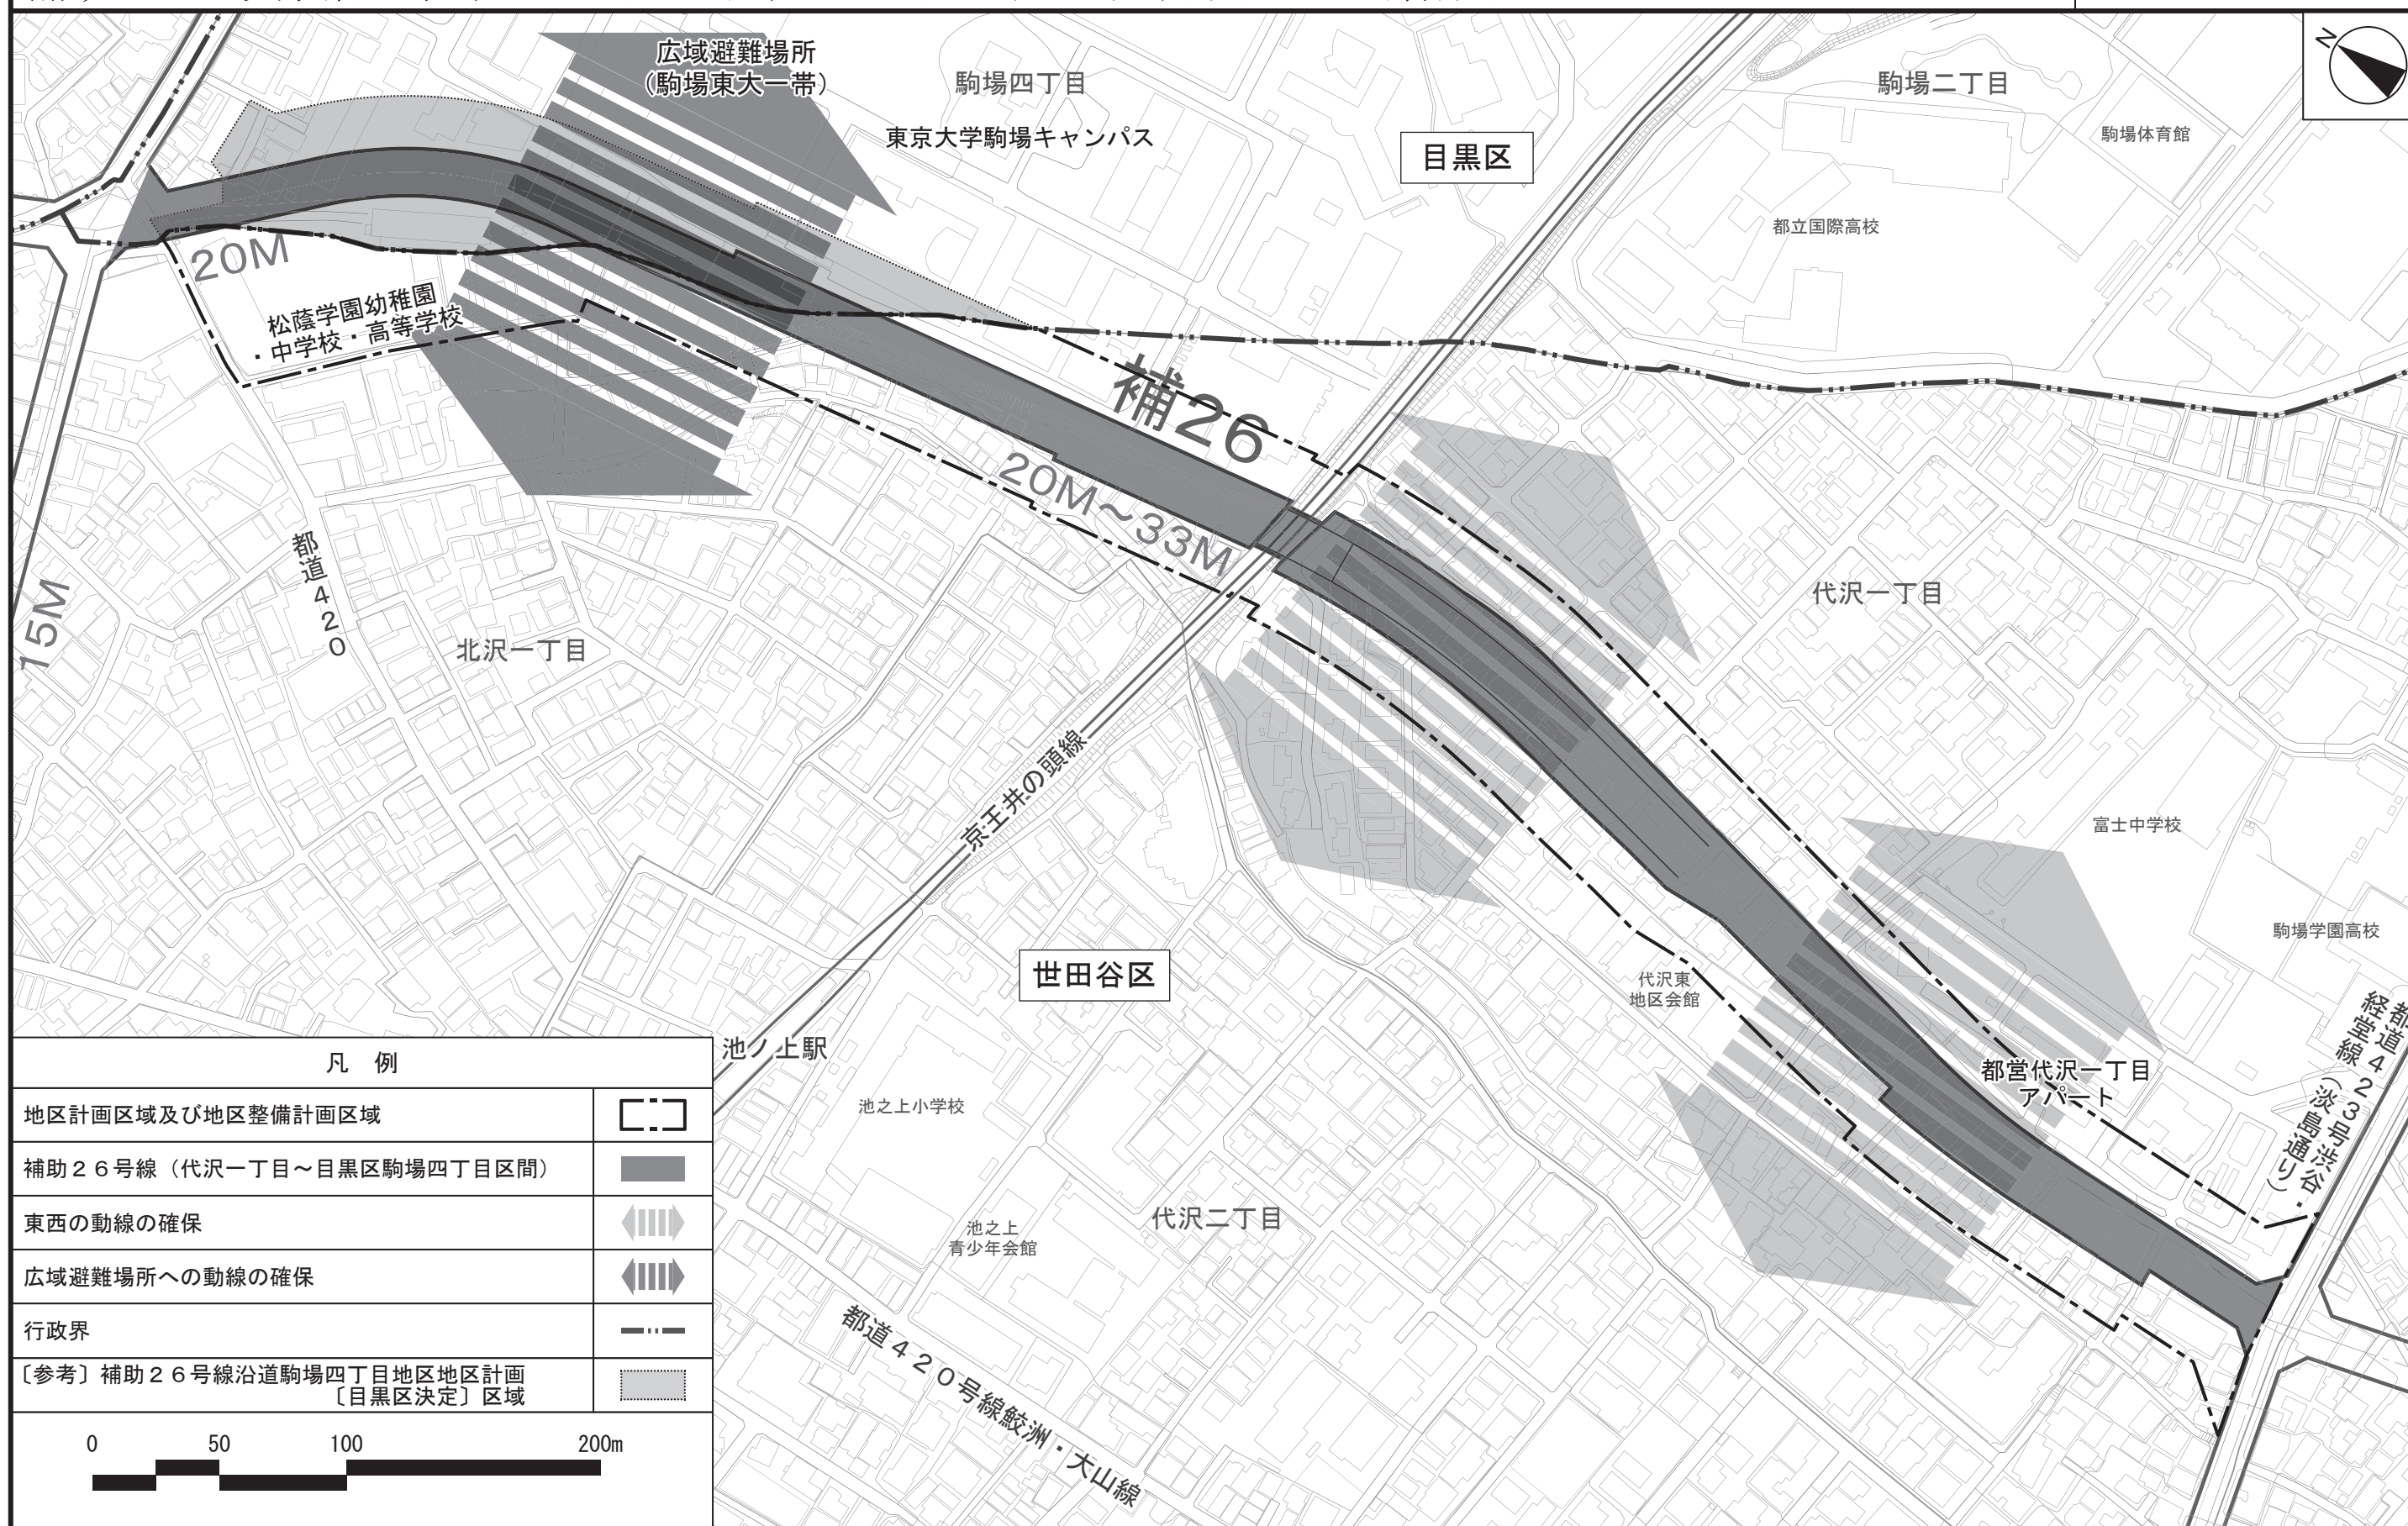 広域避難場所
（駒場東大一帯）
駒場四丁目
東京大学駒場キャンパス
目黒区
駒場二丁目
駒場体育館
都立国際高校
N
20M
松蔭学園幼稚園
・中学校・高等学校
補26
20M～33M
15M
都道420
北沢一丁目
代沢一丁目
京王井の頭線
富士中学校
駒場学園高校
世田谷区
代沢東
地区会館
都道423号渋谷・
経堂線（淡島通り）
都営代沢一丁目
アパート
池ノ上駅
池之上小学校
池之上
青少年会館
代沢二丁目
都道420号線鮫洲・大山線
凡 例
地区計画区域及び地区整備計画区域
補助26号線（代沢一丁目～目黒区駒場四丁目区間）
東西の動線の確保
広域避難場所への動線の確保
行政界
〔参考〕補助26号線沿道駒場四丁目地区地区計画
〔目黒区決定〕区域
0 50 100 200m